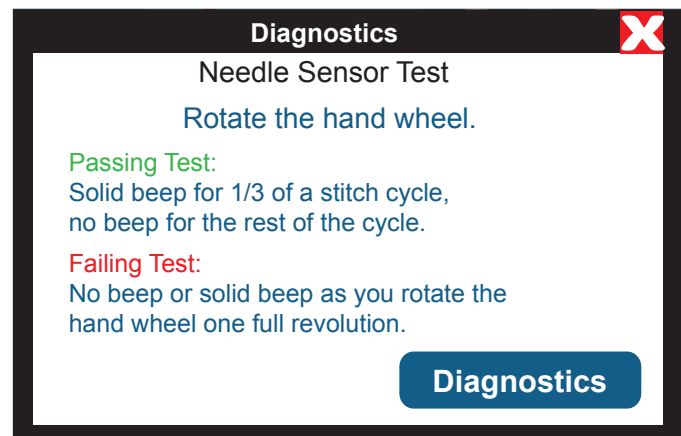 Diagnostics
X
Needle Sensor Test
Rotate the hand wheel.
Passing Test:
Solid beep for 1/3 of a stitch cycle,
no beep for the rest of the cycle.
Failing Test:
No beep or solid beep as you rotate the
hand wheel one full revolution.
Diagnostics